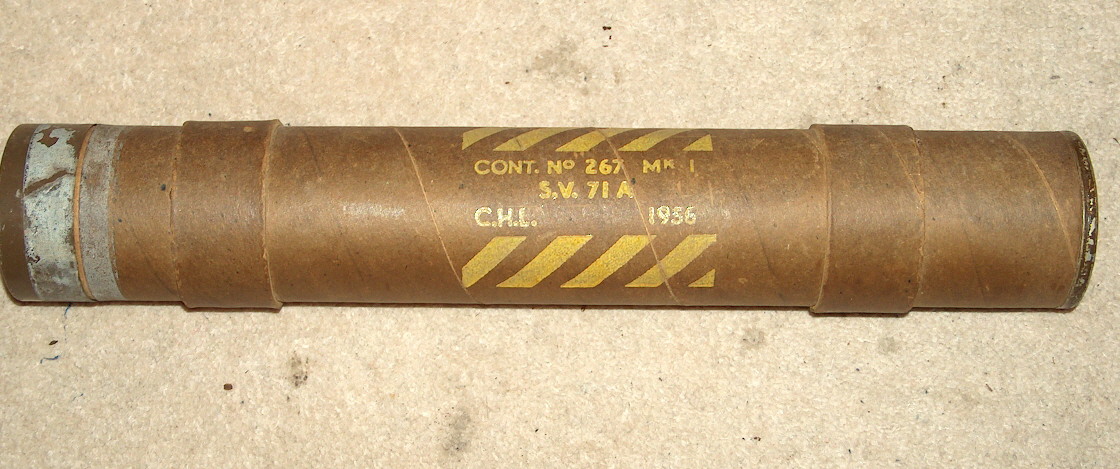 CONT. Nº 267 Mᴷ I
S.V. 71 A
C.H.L. 1956